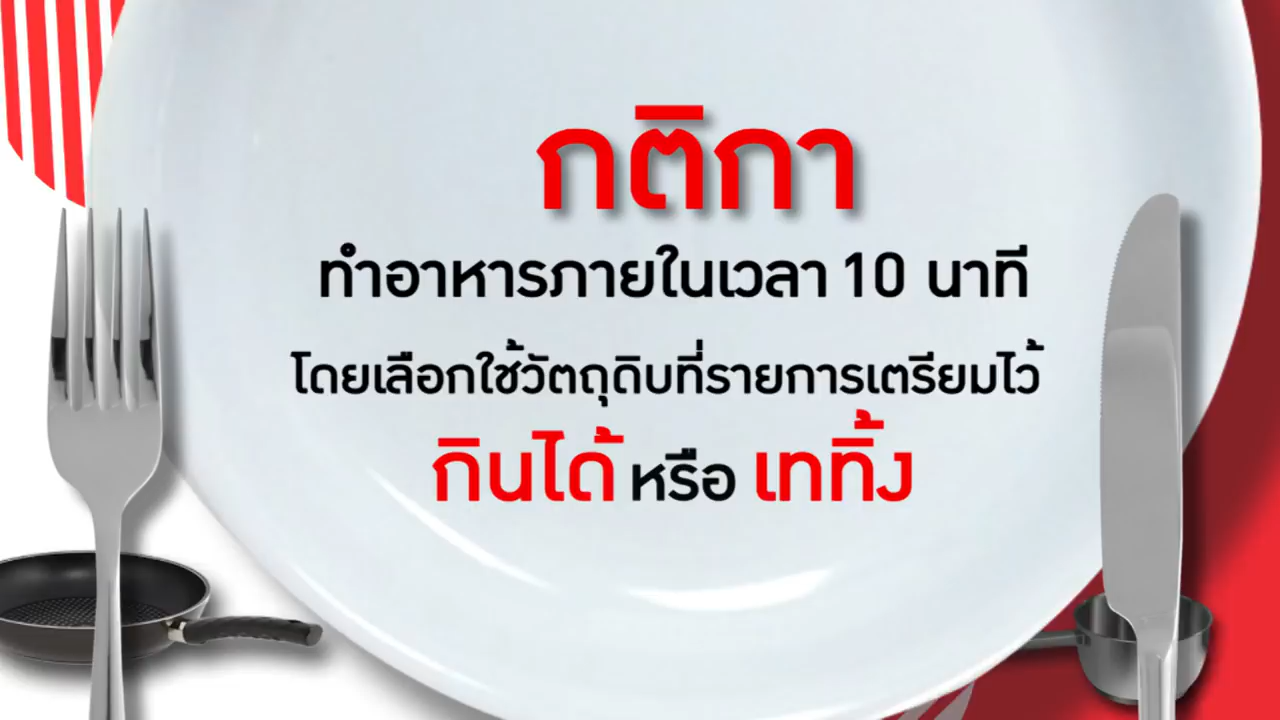 กติกา
ทำอาหารภายในเวลา 10 นาที
โดยเลือกใช้วัตถุดิบที่รายการเตรียมไว้
กินได้ หรือ เททิ้ง